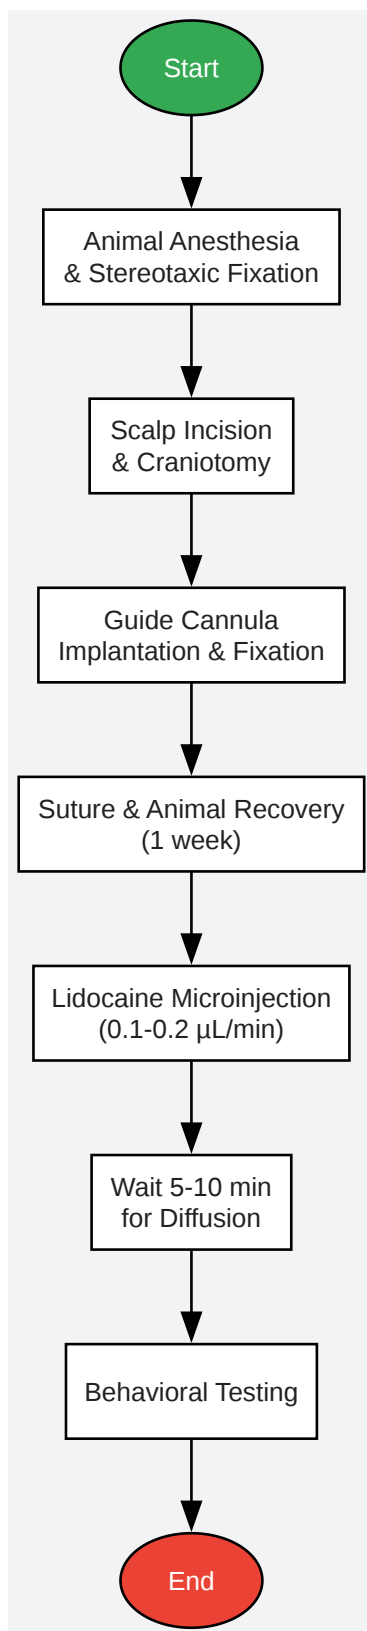 Start
Animal Anesthesia
& Stereotaxic Fixation
Scalp Incision
& Craniotomy
Guide Cannula
Implantation & Fixation
Suture & Animal Recovery
(1 week)
Lidocaine Microinjection
(0.1-0.2 µL/min)
Wait 5-10 min
for Diffusion
Behavioral Testing
End